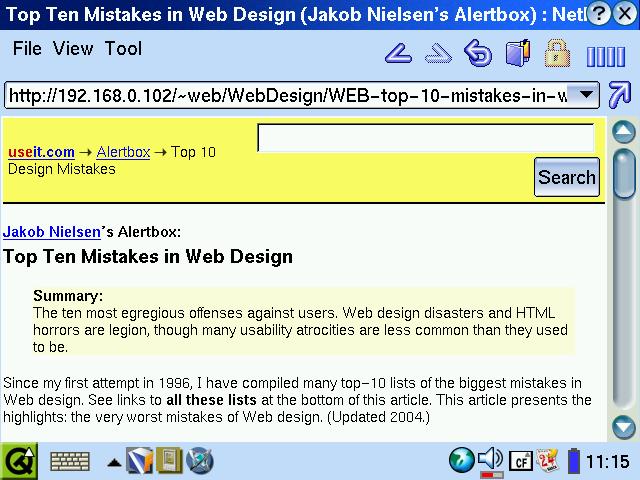 Top Ten Mistakes in Web Design (Jakob Nielsen's Alertbox) : Net
File View Tool
http://192.168.0.102/~web/WebDesign/WEB-top-10-mistakes-in-w
useit.com → Alertbox → Top 10
Design Mistakes
Search
Jakob Nielsen's Alertbox:
Top Ten Mistakes in Web Design
Summary:
The ten most egregious offenses against users. Web design disasters and HTML
horrors are legion, though many usability atrocities are less common than they used
to be.
Since my first attempt in 1996, I have compiled many top-10 lists of the biggest mistakes in
Web design. See links to all these lists at the bottom of this article. This article presents the
highlights: the very worst mistakes of Web design. (Updated 2004.)
CF
11:15